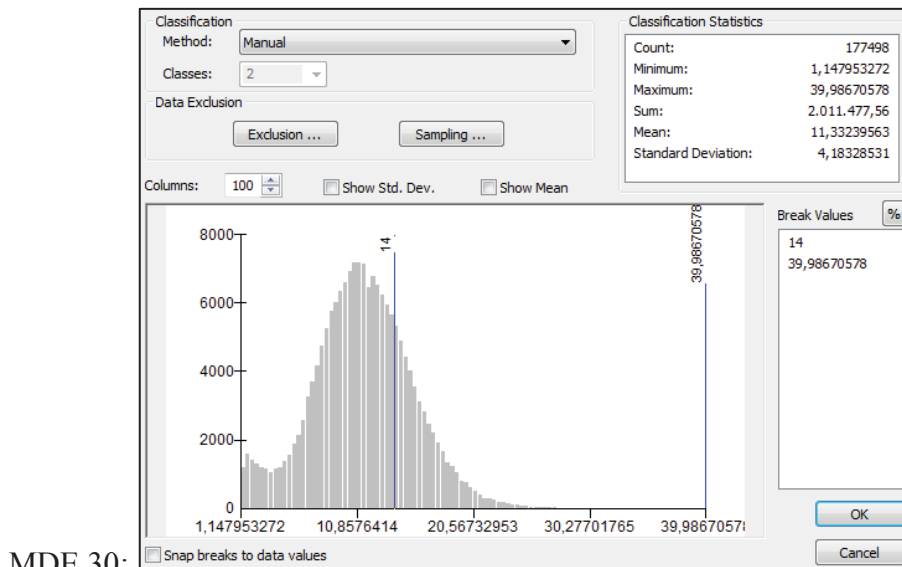 Classification
Method: Manual
Classes: 2
Data Exclusion
Exclusion ...
Sampling ...
Classification Statistics
Count: 177498
Minimum: 1,147953272
Maximum: 39,98670578
Sum: 2.011.477,56
Mean: 11,33239563
Standard Deviation: 4,18328531
Columns: 100
Show Std. Dev.
Show Mean
Break Values %
14
39,98670578
8000
6000
4000
2000
0
14
39,98670578
1,147953272 10,8576414 20,56732953 30,27701765 39,98670578
OK
Cancel
MDE 30:
Snap breaks to data values